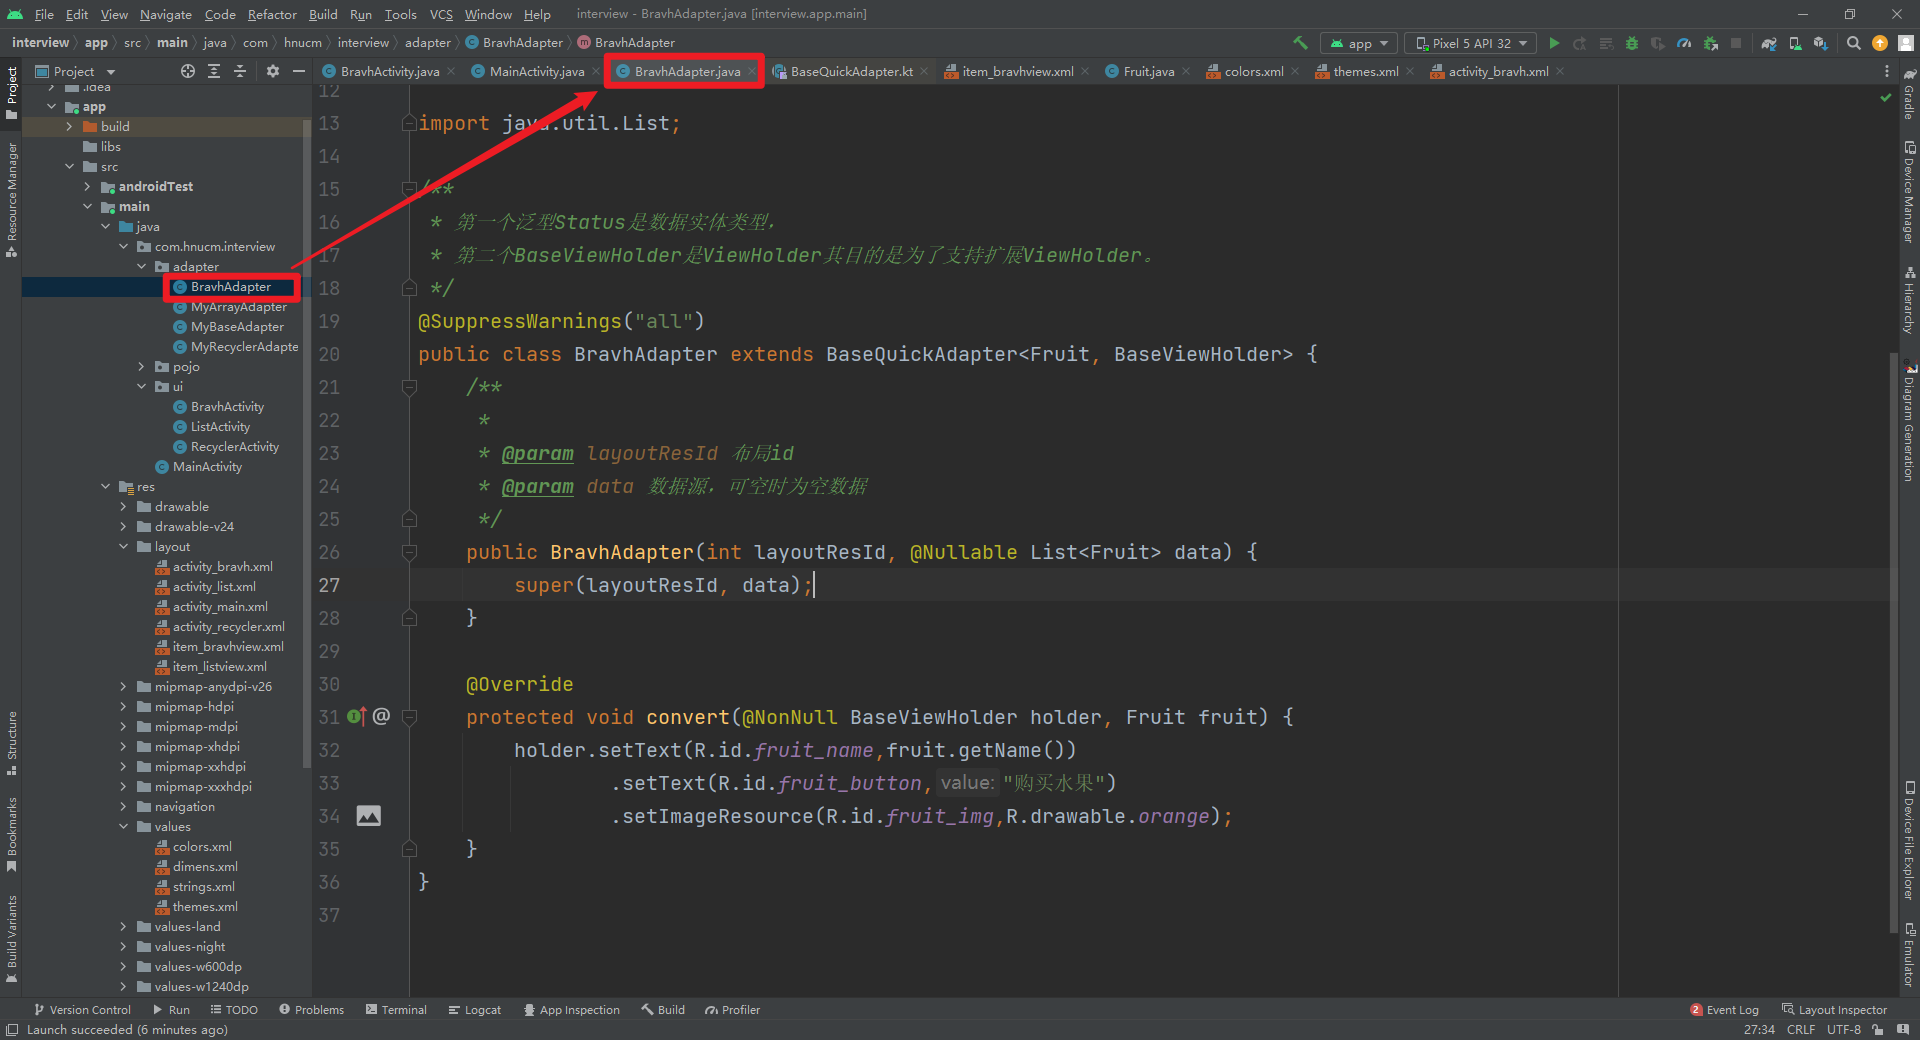 File Edit View Navigate Code Refactor Build Run Tools VCS Window Help interview - BravhAdapter.java [interview.app.main]
interview app src main java com hnucm interview adapter BravhAdapter BravhAdapter app Pixel 5 API 32
Project BravhActivity.java MainActivity.java BravhAdapter.java BaseQuickAdapter.kt item_bravhview.xml Fruit.java colors.xml themes.xml activity_bravh.xml
Project
Resource Manager
Structure
Bookmarks
Build Variants
.idea
app
build
libs
src
androidTest
main
java
com.hnucm.interview
adapter
BravhAdapter
MyArrayAdapter
MyBaseAdapter
MyRecyclerAdapte
pojo
ui
BravhActivity
ListActivity
RecyclerActivity
MainActivity
res
drawable
drawable-v24
layout
activity_bravh.xml
activity_list.xml
activity_main.xml
activity_recycler.xml
item_bravhview.xml
item_listview.xml
mipmap-anydpi-v26
mipmap-hdpi
mipmap-mdpi
mipmap-xhdpi
mipmap-xxhdpi
mipmap-xxxhdpi
navigation
values
colors.xml
dimens.xml
strings.xml
themes.xml
values-land
values-night
values-w600dp
values-w1240dp
12
13 import java.util.List;
14
15 /**
16 * 第一个泛型Status是数据实体类型，
17 * 第二个BaseViewHolder是ViewHolder其目的是为了支持扩展ViewHolder。
18 */
19 @SuppressWarnings("all")
20 public class BravhAdapter extends BaseQuickAdapter<Fruit, BaseViewHolder> {
21 /**
22 *
23 * @param layoutResId 布局id
24 * @param data 数据源，可空时为空数据
25 */
26 public BravhAdapter(int layoutResId, @Nullable List<Fruit> data) {
27 super(layoutResId, data);
28 }
29
30 @Override
31 @ protected void convert(@NonNull BaseViewHolder holder, Fruit fruit) {
32 holder.setText(R.id.fruit_name,fruit.getName())
33 .setText(R.id.fruit_button, value: "购买水果")
34 .setImageResource(R.id.fruit_img,R.drawable.orange);
35 }
36 }
37
Gradle
Device Manager
Hierarchy
Diagram Generation
Device File Explorer
Emulator
Version Control Run TODO Problems Terminal Logcat App Inspection Build Profiler 2 Event Log Layout Inspector
Launch succeeded (6 minutes ago) 27:34 CRLF UTF-8